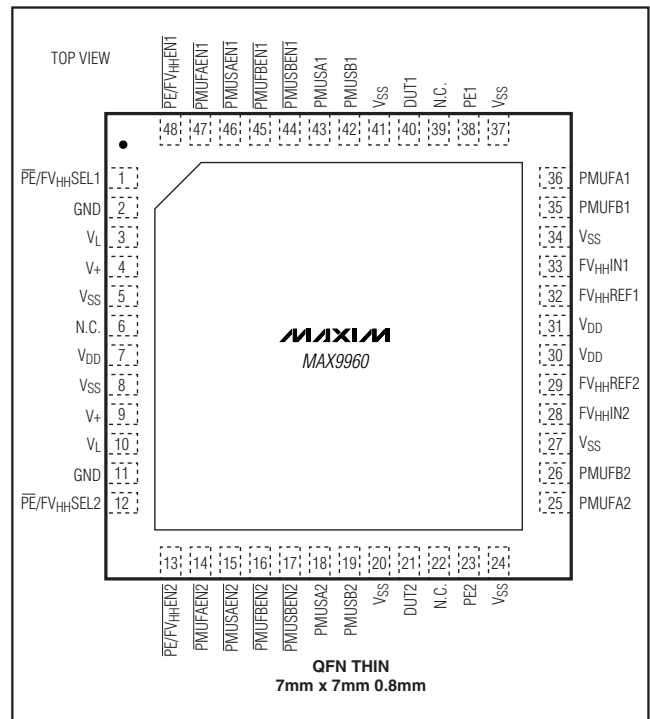 TOP VIEW
PE/FVHHEN1
PMUFAEN1
PMUSAEN1
PMUFBEN1
PMUSBEN1
PMUSA1
PMUSB1
VSS
DUT1
N.C.
PE1
VSS
48 47 46 45 44 43 42 41 40 39 38 37
PE/FVHHSEL1 1
GND 2
VL 3
V+ 4
VSS 5
N.C. 6
VDD 7
VSS 8
V+ 9
VL 10
GND 11
PE/FVHHSEL2 12
MAXIM
MAX9960
36 PMUFA1
35 PMUFB1
34 VSS
33 FVHHIN1
32 FVHHREF1
31 VDD
30 VDD
29 FVHHREF2
28 FVHHIN2
27 VSS
26 PMUFB2
25 PMUFA2
13 14 15 16 17 18 19 20 21 22 23 24
PE/FVHHEN2
PMUFAEN2
PMUSAEN2
PMUFBEN2
PMUSBEN2
PMUSA2
PMUSB2
VSS
DUT2
N.C.
PE2
VSS
QFN THIN
7mm x 7mm 0.8mm